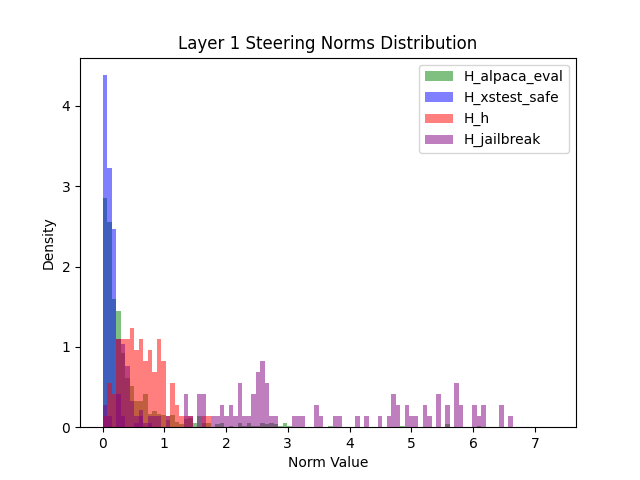 Layer 1 Steering Norms Distribution
H_alpaca_eval
H_xstest_safe
H_h
H_jailbreak
Density
4
3
2
1
0
0 1 2 3 4 5 6 7
Norm Value